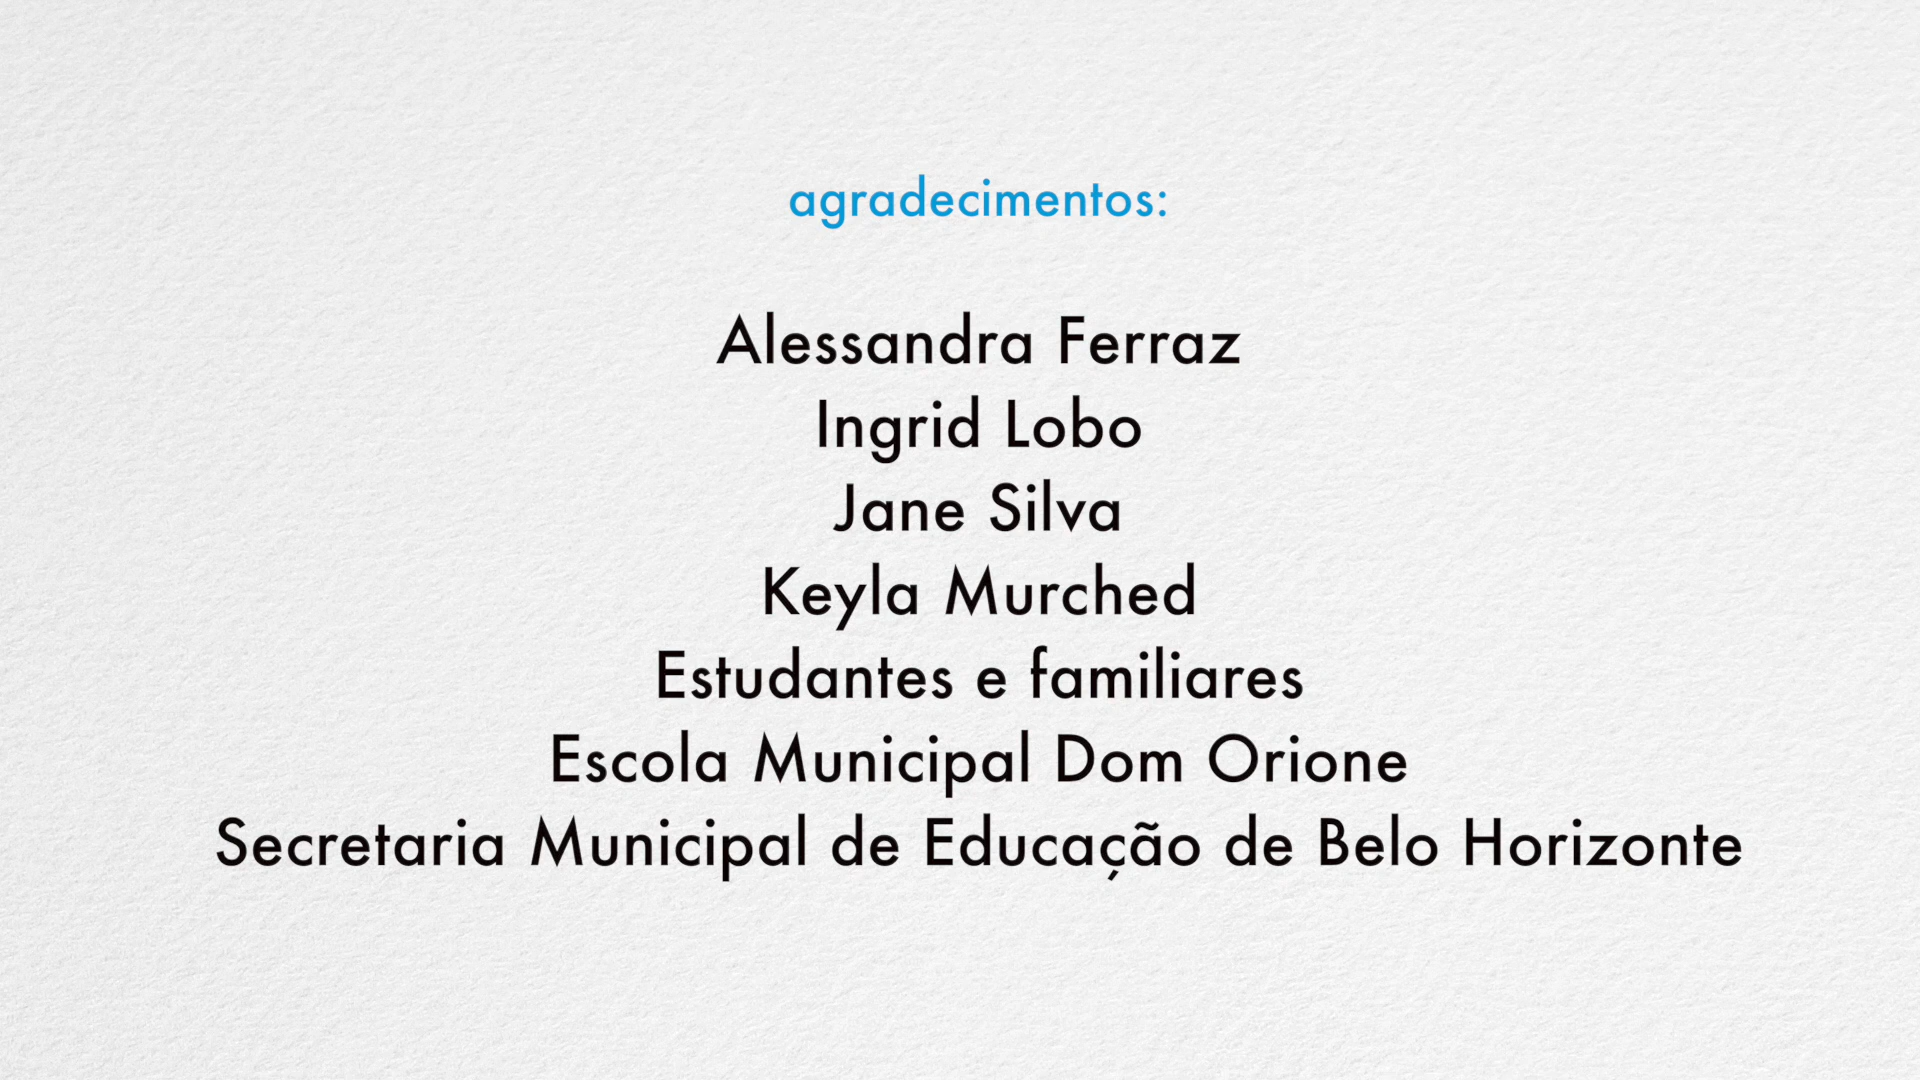 agradecimentos:
Alessandra Ferraz
Ingrid Lobo
Jane Silva
Keyla Murched
Estudantes e familiares
Escola Municipal Dom Orione
Secretaria Municipal de Educação de Belo Horizonte